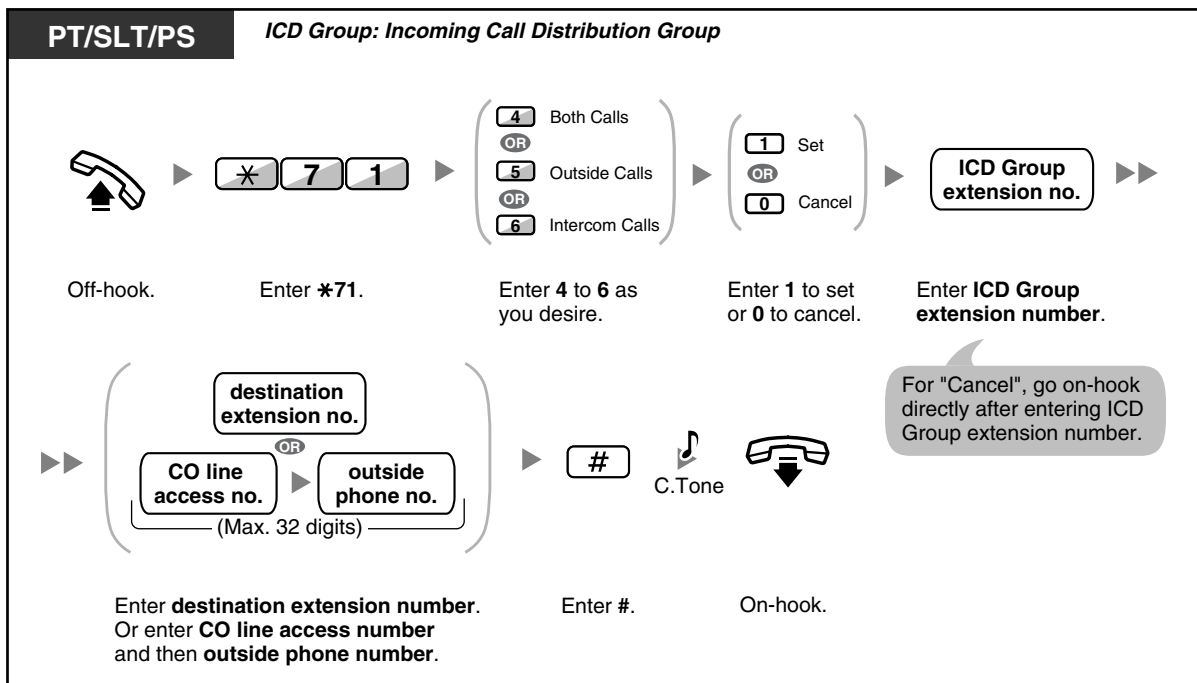 PT/SLT/PS
ICD Group: Incoming Call Distribution Group
4 Both Calls
OR
5 Outside Calls
OR
6 Intercom Calls
1 Set
OR
0 Cancel
ICD Group
extension no.
7 1
Off-hook.
Enter *71.
Enter 4 to 6 as
you desire.
Enter 1 to set
or 0 to cancel.
Enter ICD Group
extension number.
For "Cancel", go on-hook
directly after entering ICD
Group extension number.
destination
extension no.
OR
CO line
access no.
outside
phone no.
(Max. 32 digits)
#
C.Tone
Enter destination extension number.
Or enter CO line access number
and then outside phone number.
Enter #.
On-hook.